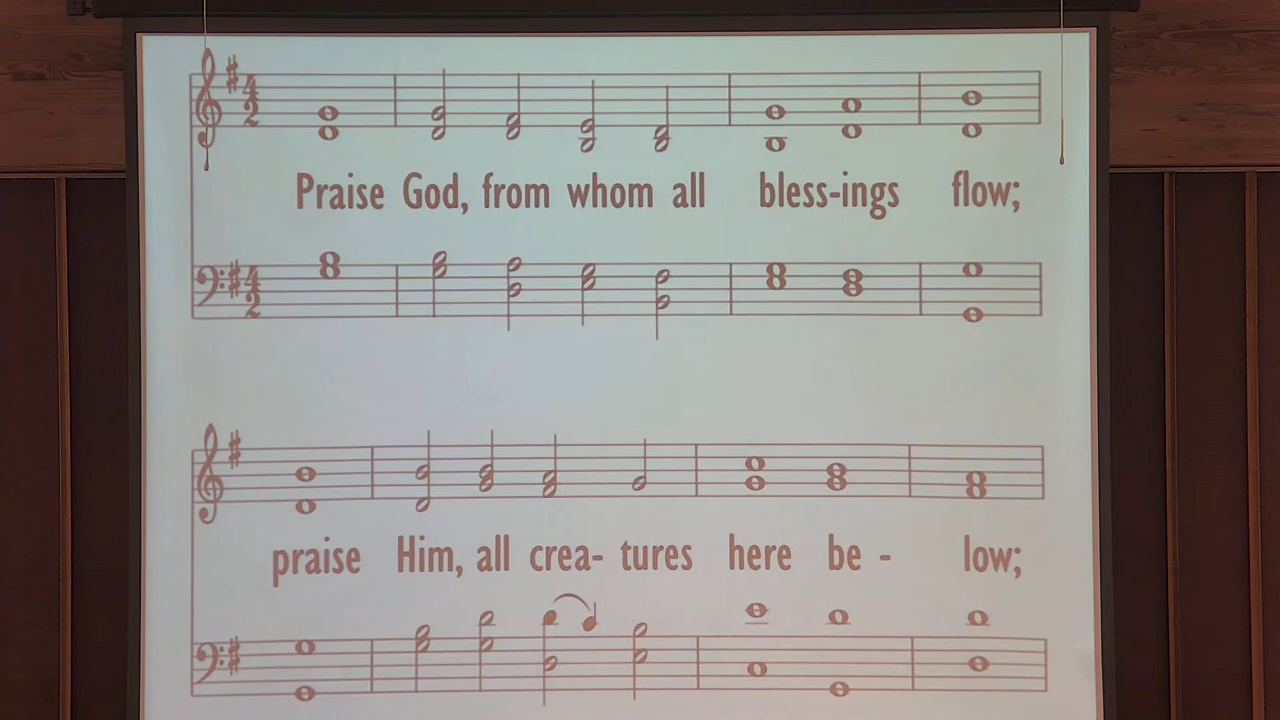 Praise God, from whom all bless-ings flow;
praise Him, all crea- tures here be - low;